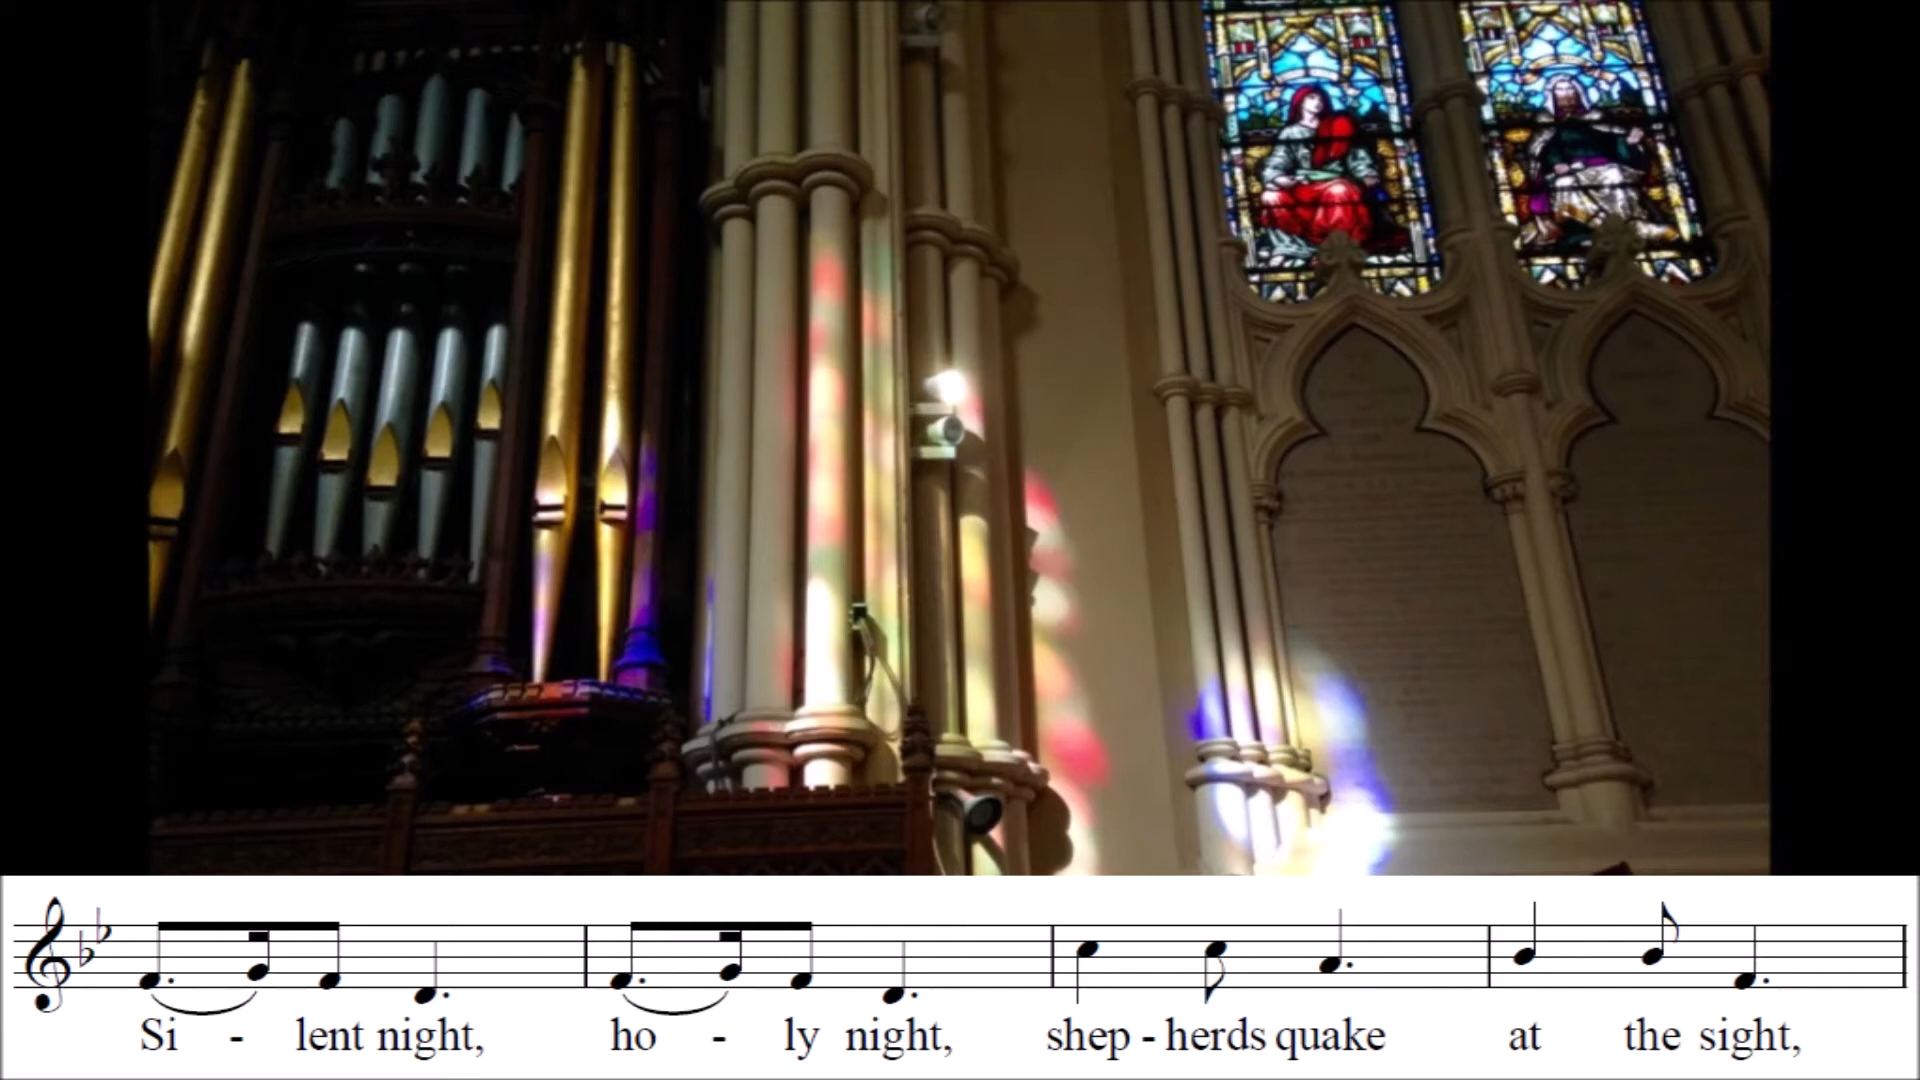 Si - lent night, ho - ly night, shep - herds quake at the sight,